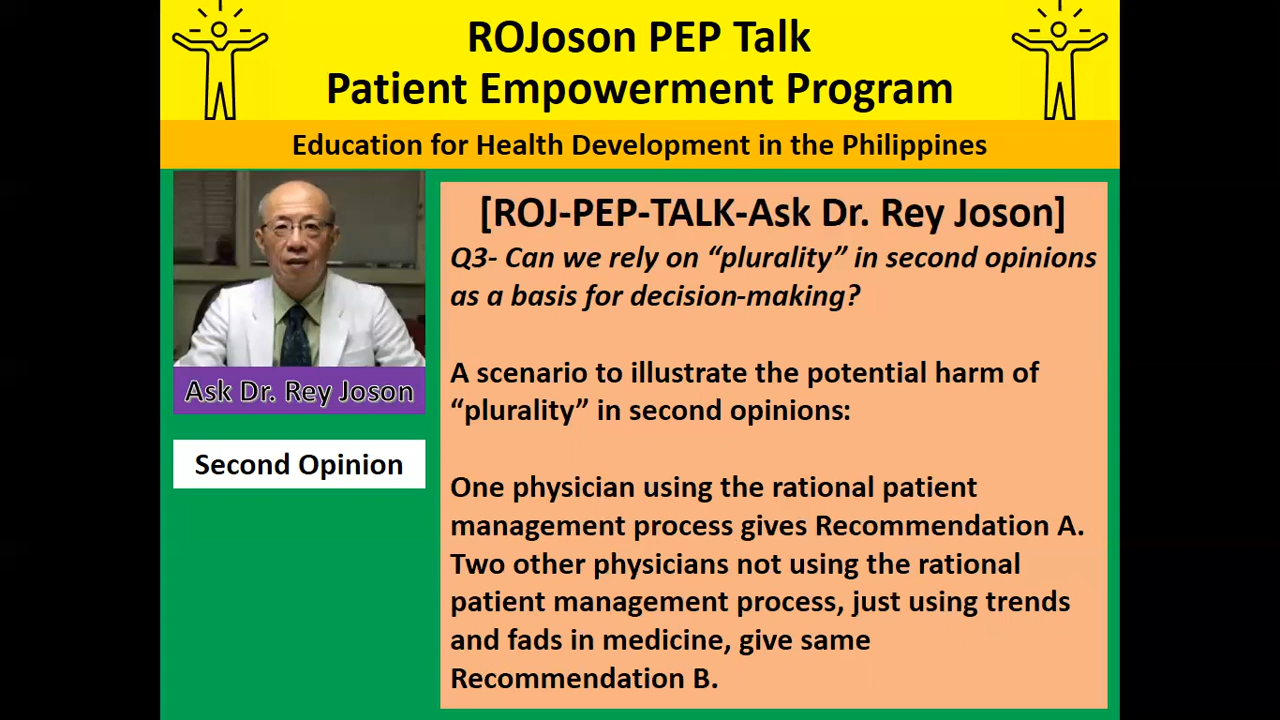 ROJoson PEP Talk
Patient Empowerment Program
Education for Health Development in the Philippines
Ask Dr. Rey Joson
Second Opinion
[ROJ-PEP-TALK-Ask Dr. Rey Joson]
Q3- Can we rely on “plurality” in second opinions
as a basis for decision-making?
A scenario to illustrate the potential harm of
“plurality” in second opinions:
One physician using the rational patient
management process gives Recommendation A.
Two other physicians not using the rational
patient management process, just using trends
and fads in medicine, give same
Recommendation B.